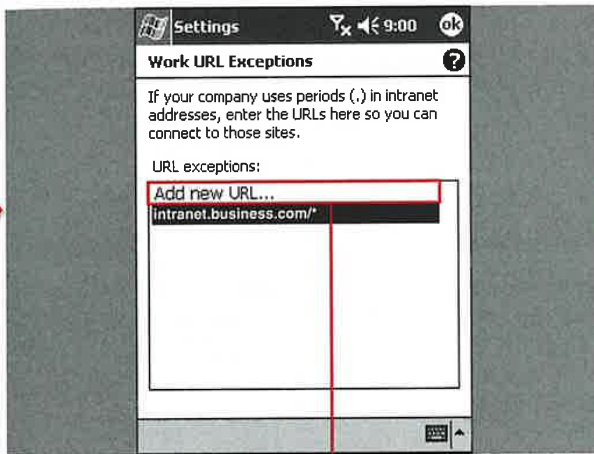 Settings 9:00 ok
Work URL Exceptions ?
If your company uses periods (.) in intranet
addresses, enter the URLs here so you can
connect to those sites.
URL exceptions:
Add new URL...
intranet.business.com/*